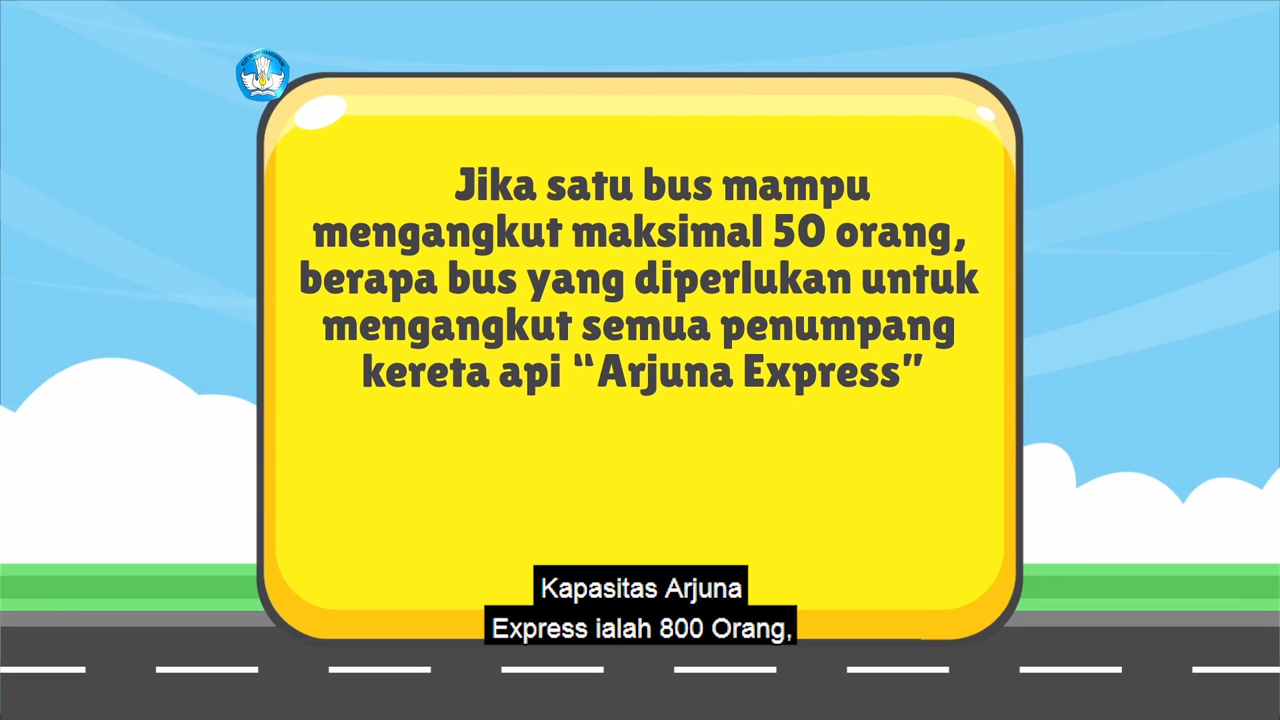 Jika satu bus mampu
mengangkut maksimal 50 orang,
berapa bus yang diperlukan untuk
mengangkut semua penumpang
kereta api “Arjuna Express”
Kapasitas Arjuna
Express ialah 800 Orang,